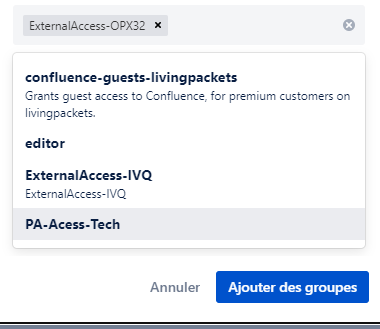 ExternalAccess-OPX32 ×
confluence-guests-livingpackets
Grants guest access to Confluence, for premium customers on
livingpackets.
editor
ExternalAccess-IVQ
ExternalAccess-IVQ
PA-Acess-Tech
Annuler
Ajouter des groupes